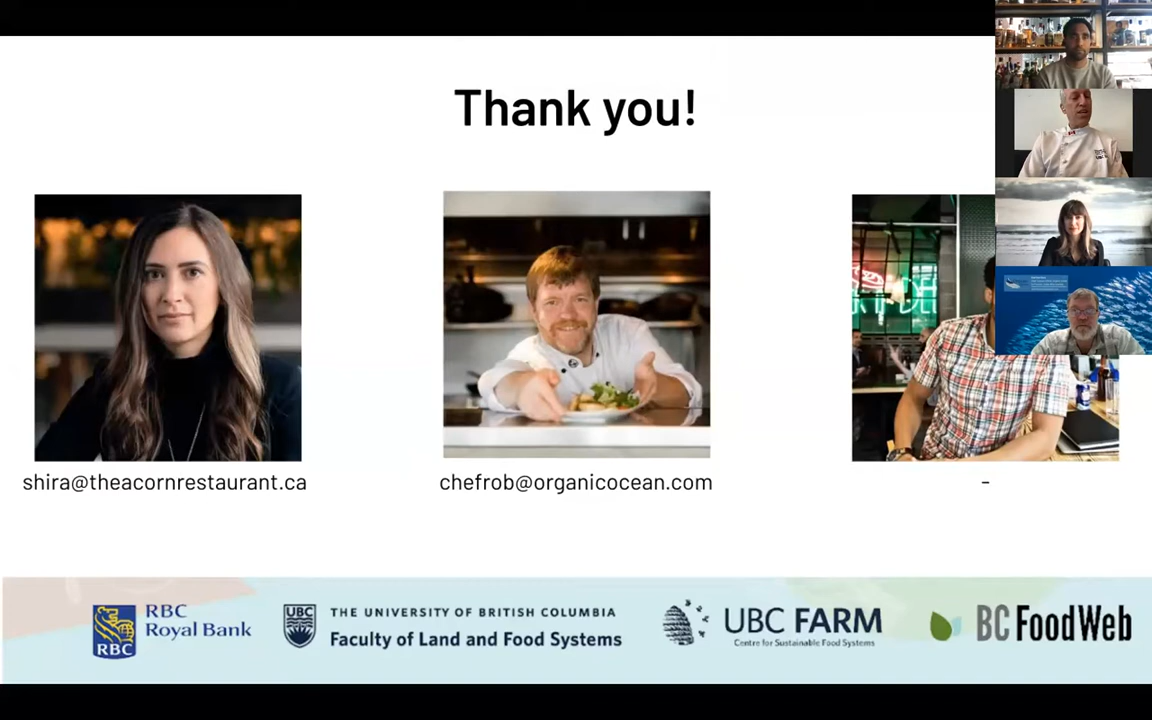 Thank you!
shira@theacornrestaurant.ca
chefrob@organicocean.com
-
RBC
Royal Bank
RBC
UBC
THE UNIVERSITY OF BRITISH COLUMBIA
Faculty of Land and Food Systems
UBC FARM
Centre for Sustainable Food Systems
BC FoodWeb